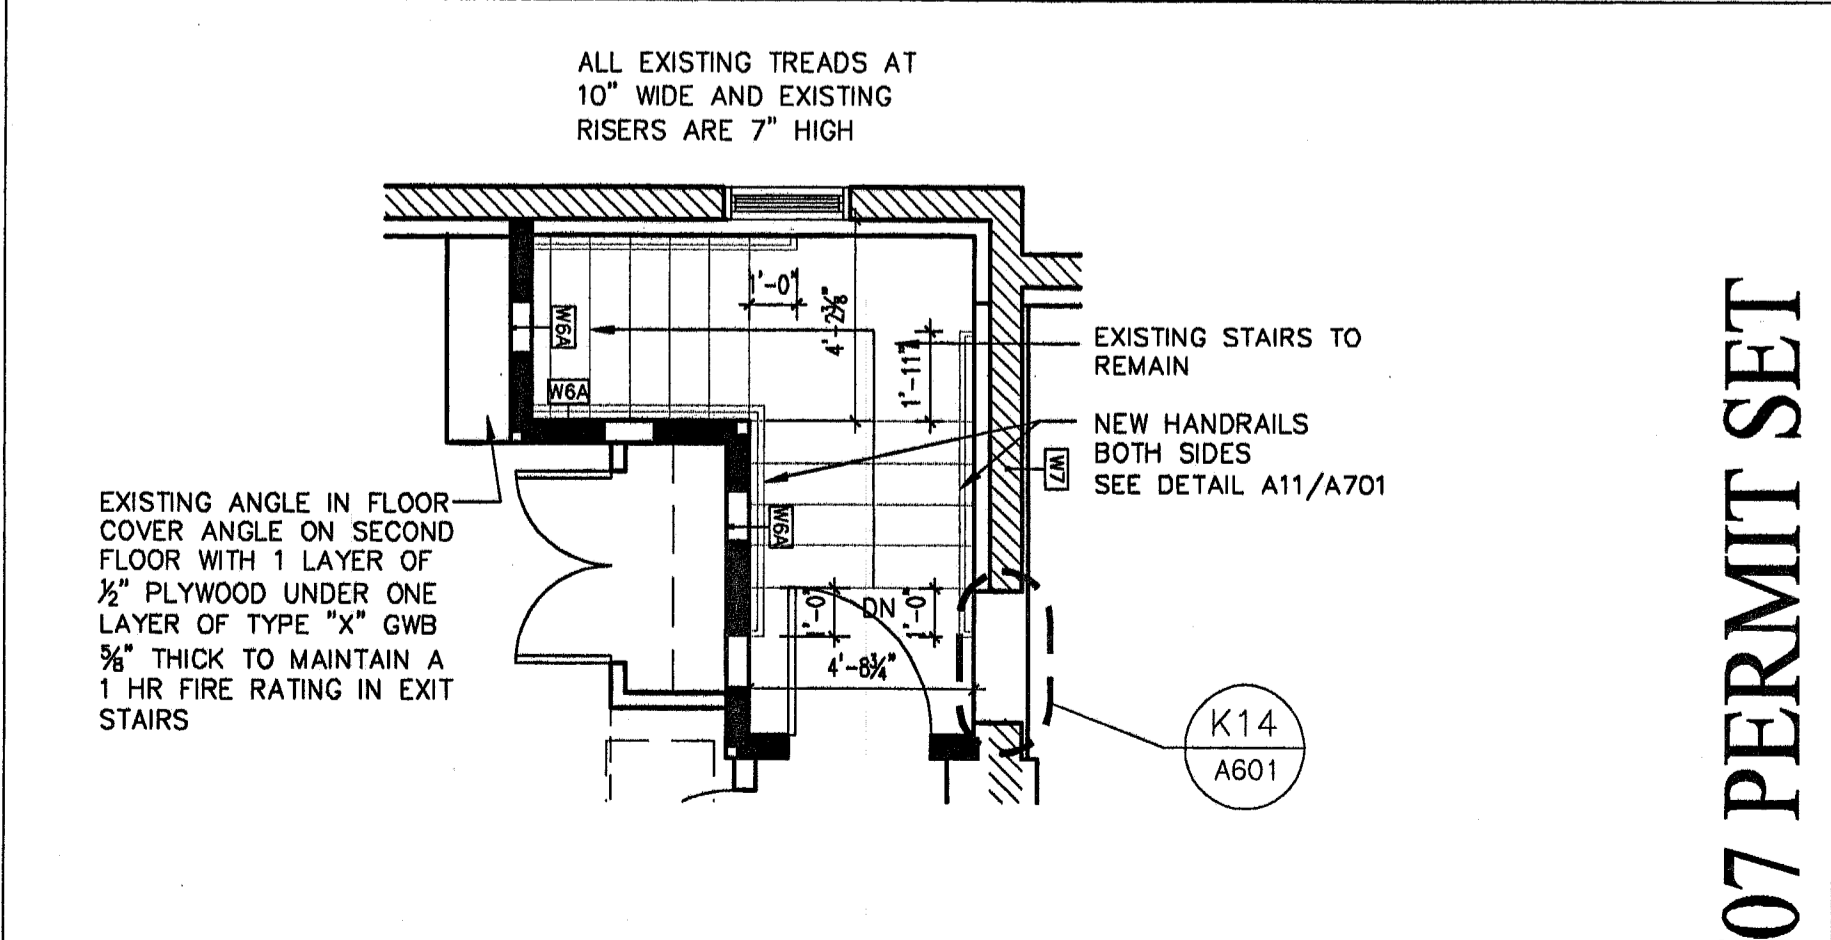 ALL EXISTING TREADS AT
10" WIDE AND EXISTING
RISERS ARE 7" HIGH
1'-0"
4'-2⅜"
W6A
W6A
1'-11"
EXISTING STAIRS TO
REMAIN
NEW HANDRAILS
BOTH SIDES
SEE DETAIL A11/A701
W7
EXISTING ANGLE IN FLOOR
COVER ANGLE ON SECOND
FLOOR WITH 1 LAYER OF
½" PLYWOOD UNDER ONE
LAYER OF TYPE "X" GWB
⅝" THICK TO MAINTAIN A
1 HR FIRE RATING IN EXIT
STAIRS
W6A
1'-0"
DN
1'-0"
4'-8¾"
K14
A601
07 PERMIT SET